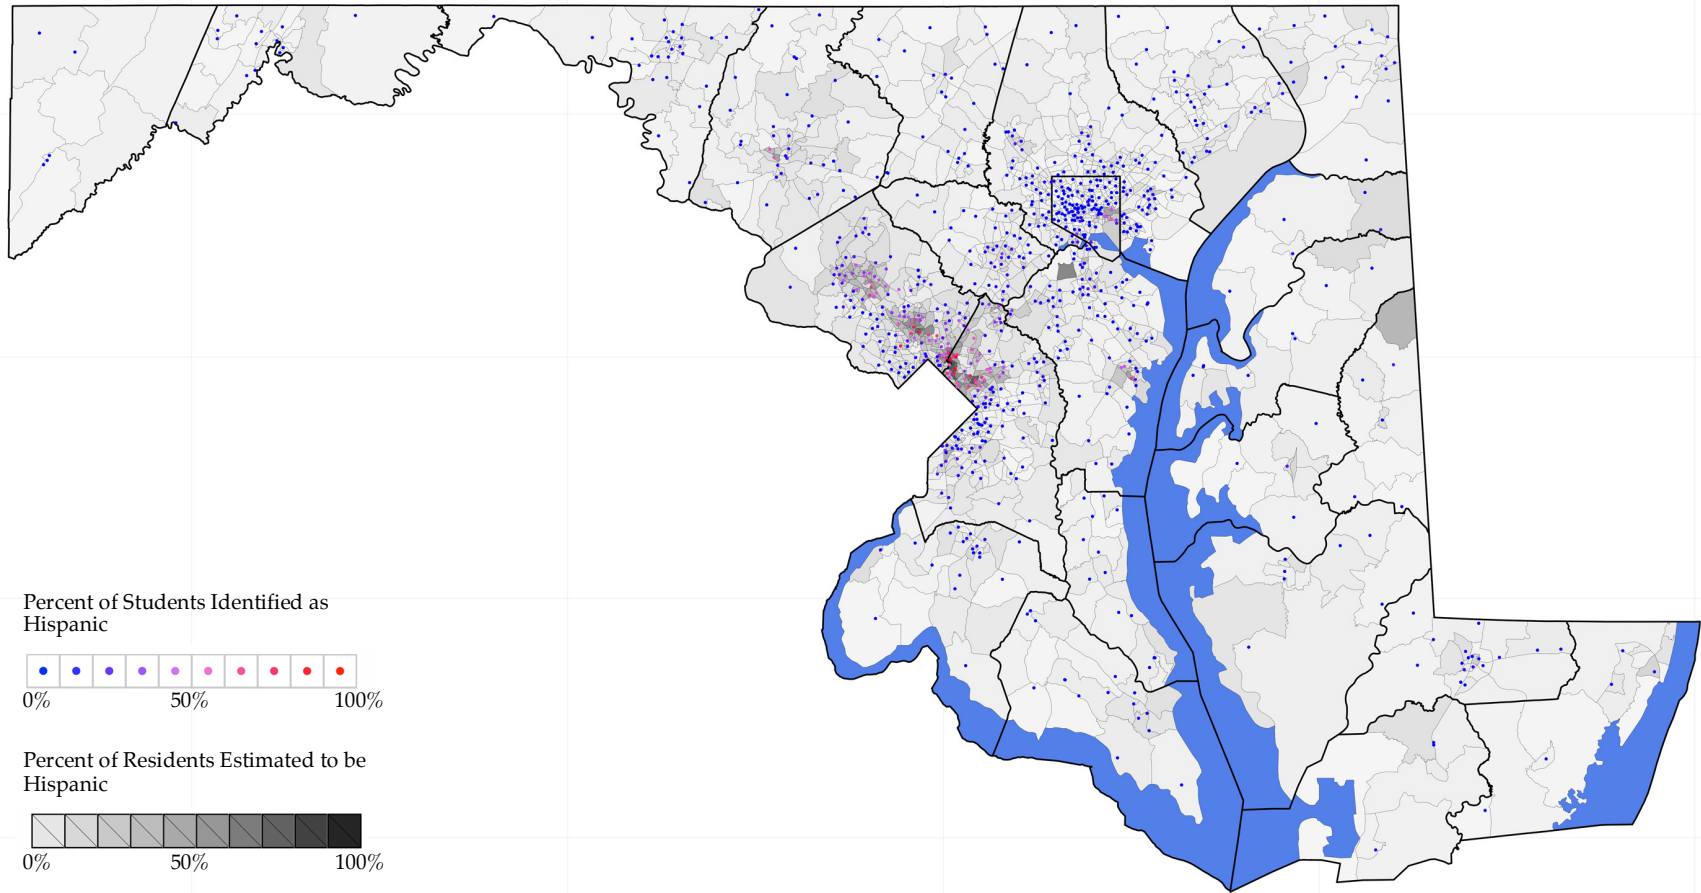 Percent of Students Identified as
Hispanic
0% 50% 100%
Percent of Residents Estimated to be
Hispanic
0% 50% 100%